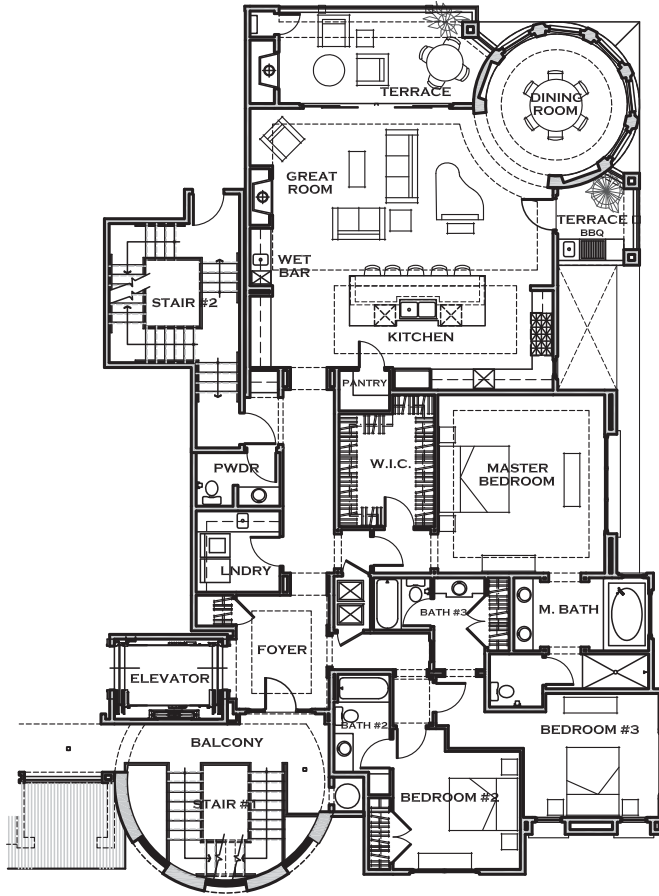 TERRACE
DINING
ROOM
GREAT
ROOM
TERRACE
BBQ
WET
BAR
STAIR #2
KITCHEN
PANTRY
W.I.C.
MASTER
BEDROOM
PWDR
LNDRY
BATH #3
M. BATH
FOYER
ELEVATOR
BATH #2
BEDROOM #3
BALCONY
STAIR #1
BEDROOM #2